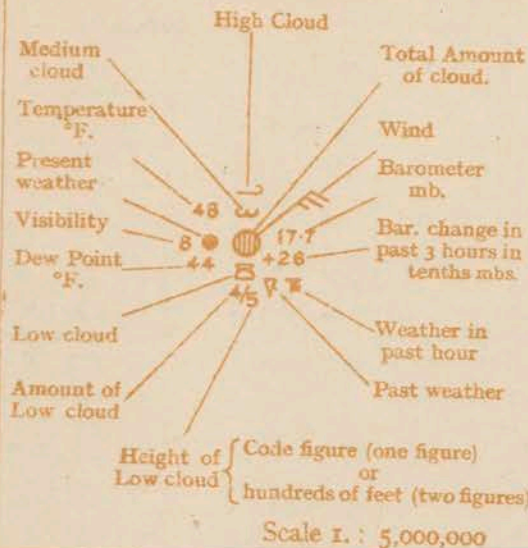 High Cloud
Medium
cloud
Total Amount
of cloud.
Temperature
°F.
Wind
Present
weather
Barometer
mb.
48
Visibility
8
17.7
Bar. change in
past 3 hours in
tenths mbs.
+26
Dew Point
°F.
44
4/5
Low cloud
Weather in
past hour
Amount of
Low cloud
Past weather
Height of
Low cloud
Code figure (one figure)
or
hundreds of feet (two figures)
Scale 1. : 5,000,000